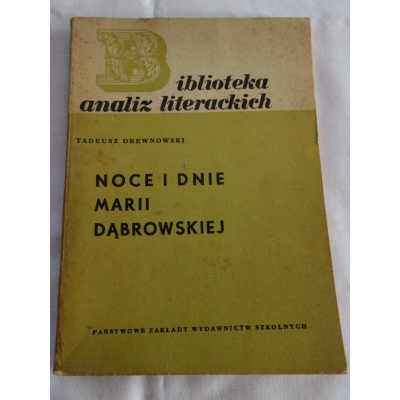 Biblioteka
analiz literackich
TADEUSZ DREWNOWSKI
NOCE I DNIE
MARII
DĄBROWSKIEJ
PAŃSTWOWE ZAKŁADY WYDAWNICTW SZKOLNYCH